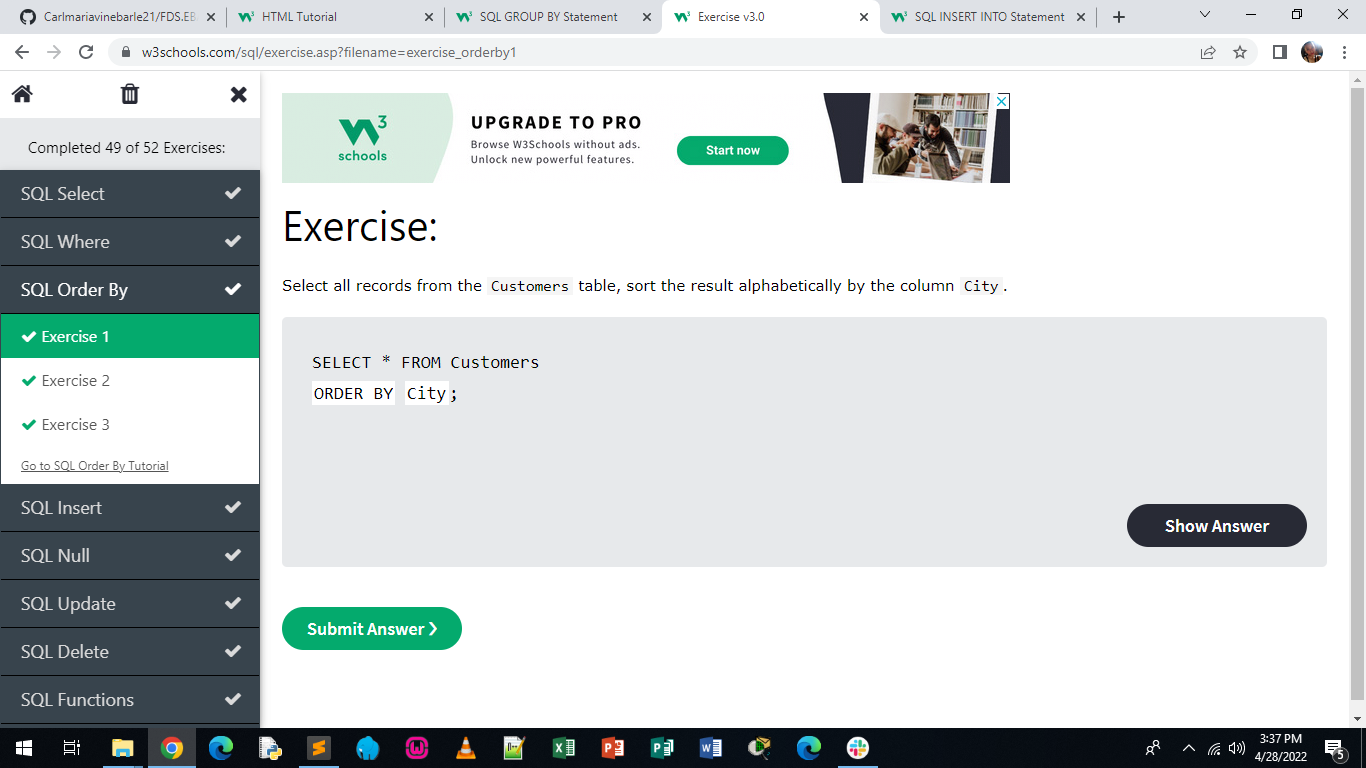 Carlmariavinebarle21/FDS.EB
HTML Tutorial
SQL GROUP BY Statement
Exercise v3.0
SQL INSERT INTO Statement
w3schools.com/sql/exercise.asp?filename=exercise_orderby1
Completed 49 of 52 Exercises:
SQL Select
SQL Where
SQL Order By
Exercise 1
Exercise 2
Exercise 3
Go to SQL Order By Tutorial
SQL Insert
SQL Null
SQL Update
SQL Delete
SQL Functions
3
schools
UPGRADE TO PRO
Browse W3Schools without ads.
Unlock new powerful features.
Start now
Exercise:
Select all records from the Customers table, sort the result alphabetically by the column City.
SELECT * FROM Customers
ORDER BY City;
Show Answer
Submit Answer ❯
3:37 PM
4/28/2022
5